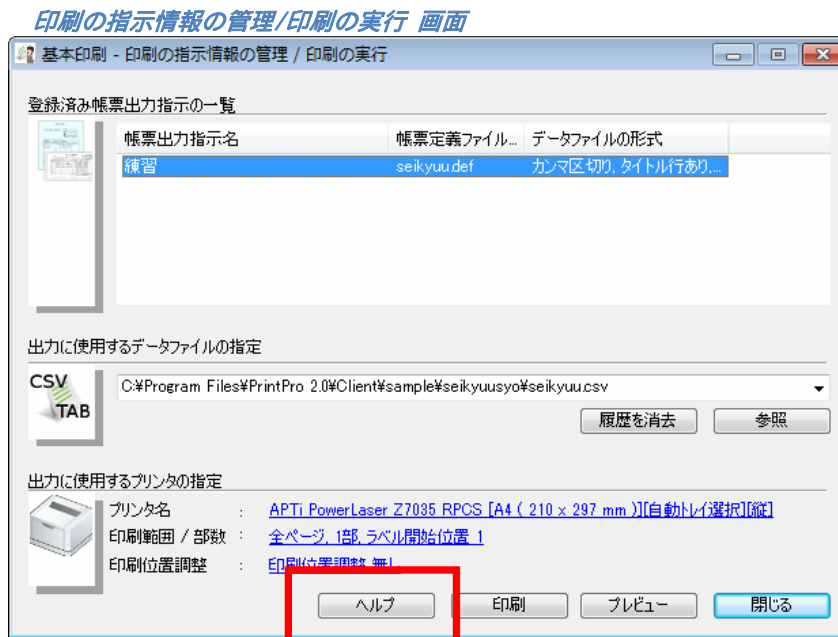 印刷の指示情報の管理/印刷の実行 画面
基本印刷 - 印刷の指示情報の管理 / 印刷の実行
登録済み帳票出力指示の一覧
帳票出力指示名 帳票定義ファイル... データファイルの形式
練習 seikyuu.def カンマ区切り, タイトル行あり,...
出力に使用するデータファイルの指定
CSV
TAB
C:¥Program Files¥PrintPro 2.0¥Client¥sample¥seikyuusyo¥seikyuu.csv
履歴を消去 参照
出力に使用するプリンタの指定
プリンタ名 : APTi PowerLaser Z7035 RPCS [A4 ( 210 x 297 mm )][自動トレイ選択][縦]
印刷範囲 / 部数 : 全ページ, 1部, ラベル開始位置 1
印刷位置調整 : 印刷位置調整 無し
ヘルプ 印刷 プレビュー 閉じる